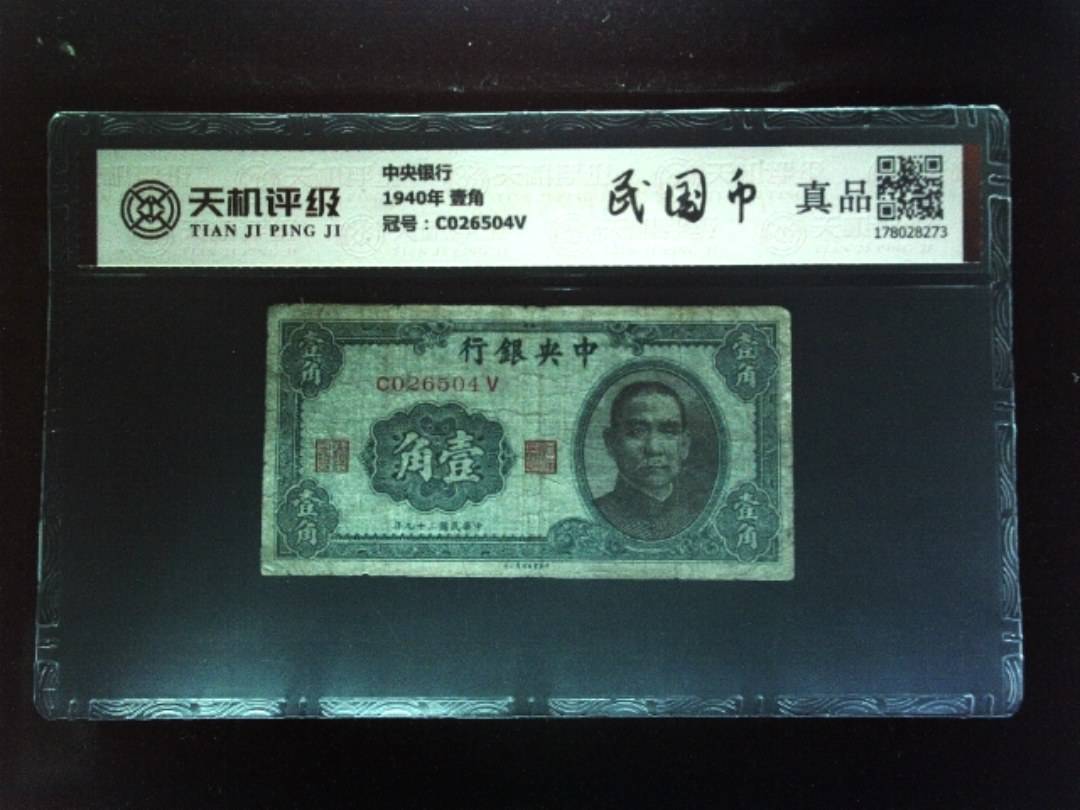 天机评级
TIAN JI PING JI
中央银行
1940年 壹角
冠号：C026504V
民国币
真品
178028273
壹角
行銀央中
壹角
C026504V
角壹
壹角
年九十二國民華中
壹角